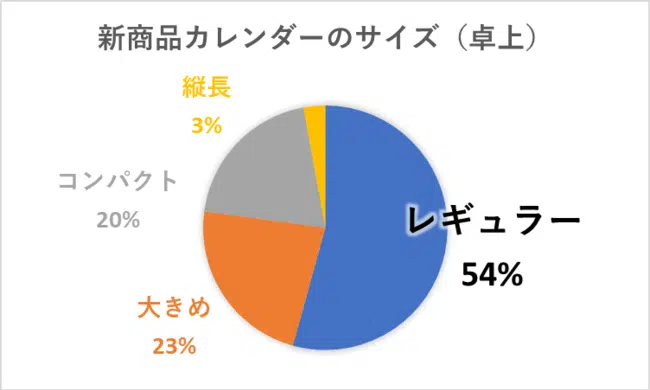 新商品カレンダーのサイズ（卓上）
縦長
3%
コンパクト
20%
レギュラー
54%
大きめ
23%